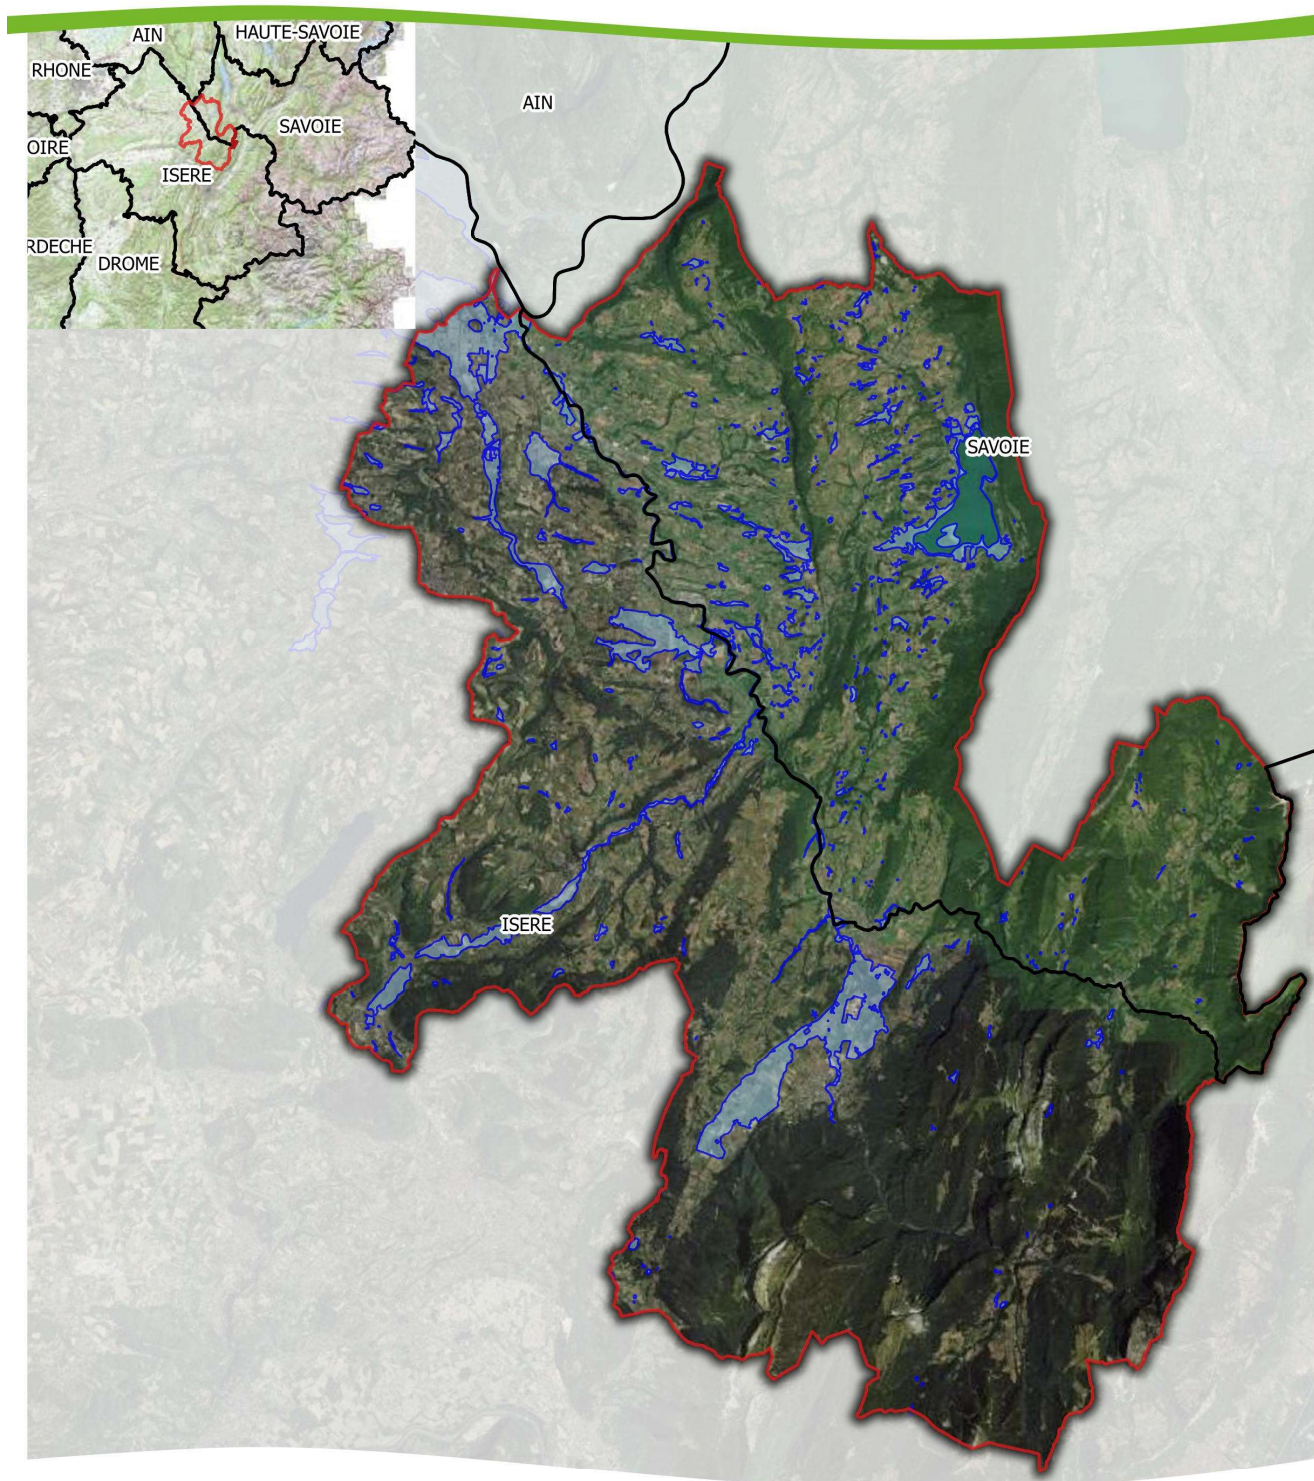 AIN
HAUTE-SAVOIE
RHONE
SAVOIE
OIRE
ISERE
RDECHE
DROME
AIN
SAVOIE
ISERE